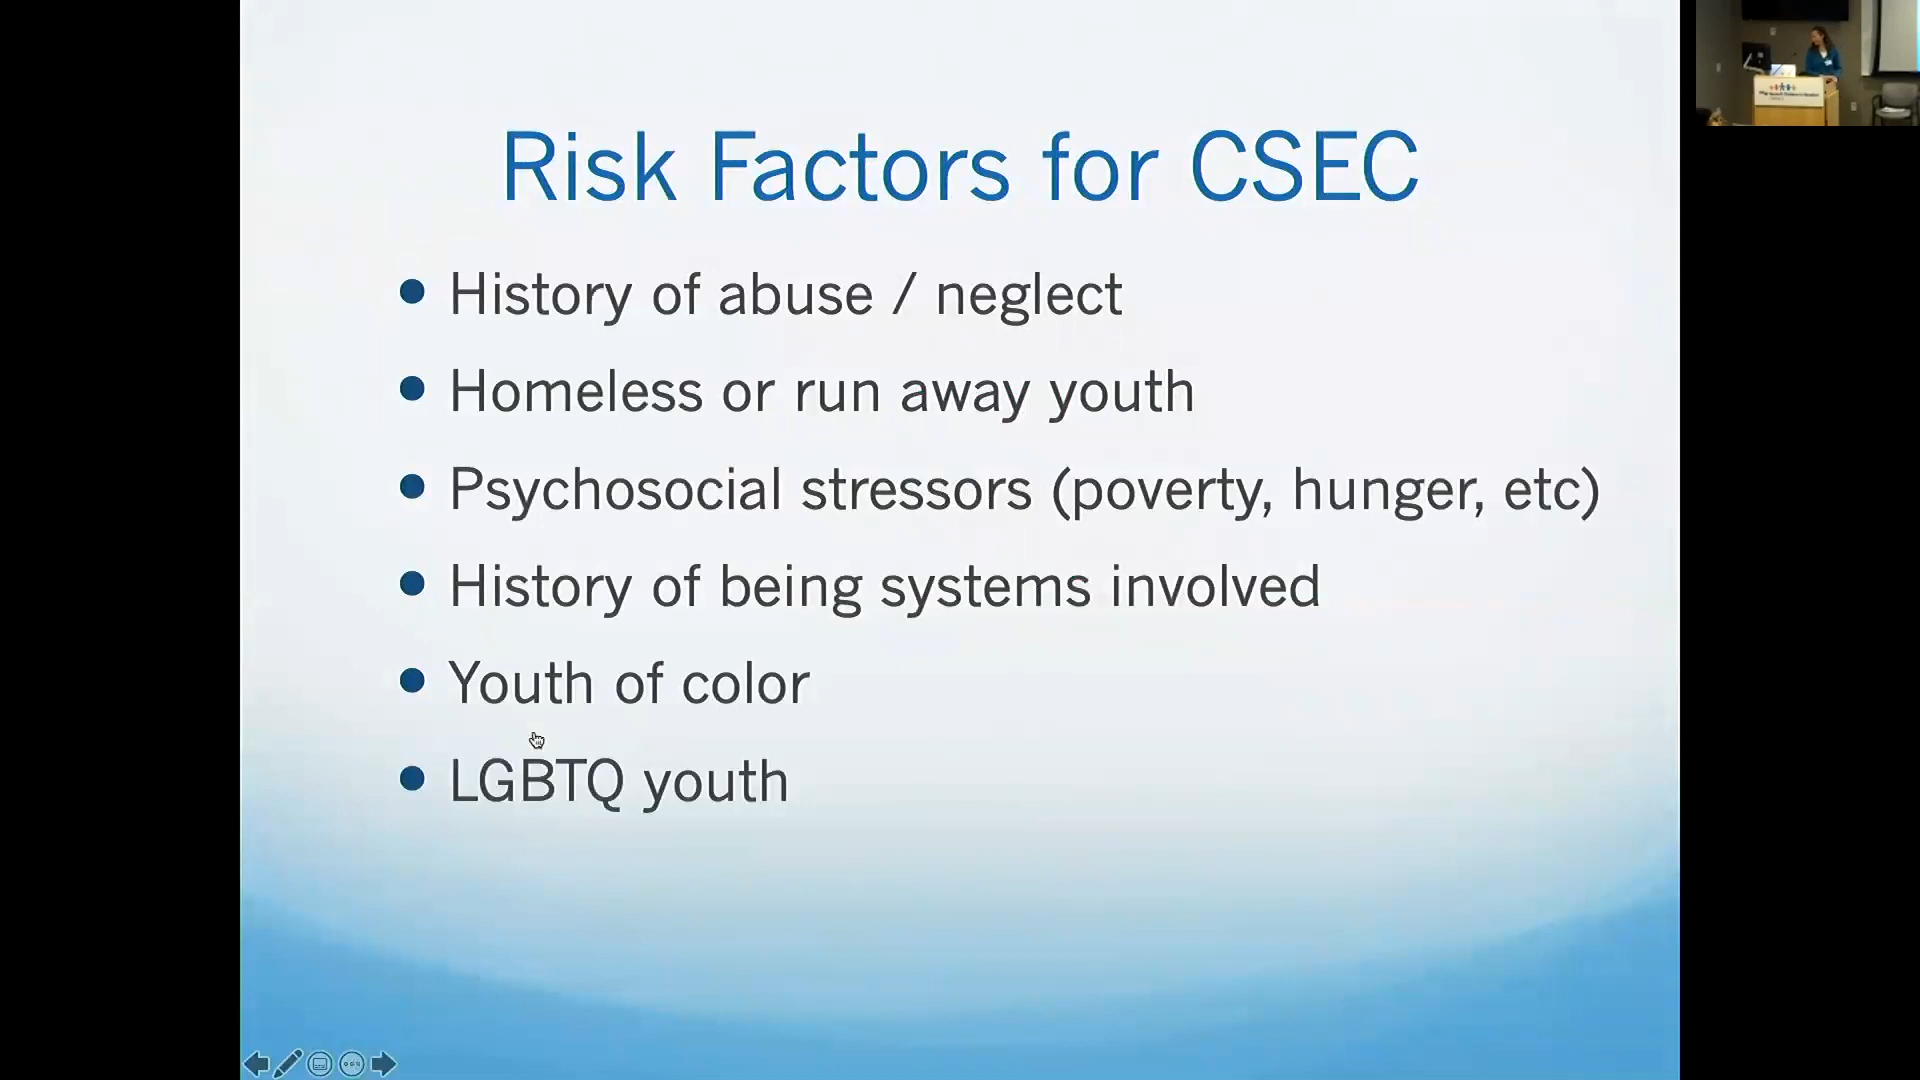 Risk Factors for CSEC
History of abuse / neglect
Homeless or run away youth
Psychosocial stressors (poverty, hunger, etc)
History of being systems involved
Youth of color
LGBTQ youth